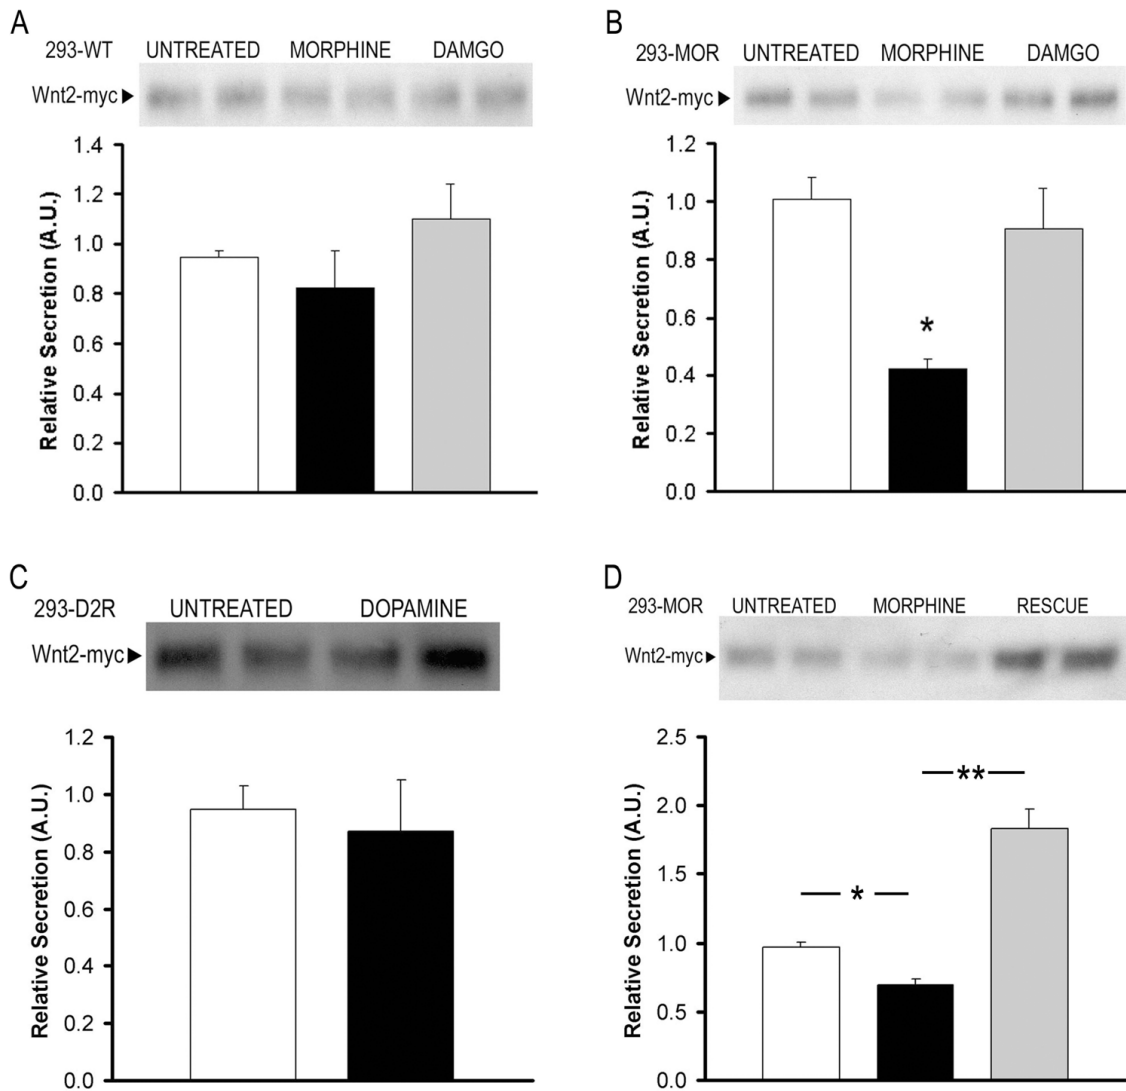 A
293-WT UNTREATED MORPHINE DAMGO
Wnt2-myc
Relative Secretion (A.U.)
1.4
1.2
1.0
0.8
0.6
0.4
0.2
0.0
B
293-MOR UNTREATED MORPHINE DAMGO
Wnt2-myc
Relative Secretion (A.U.)
1.2
1.0
0.8
0.6
0.4
0.2
0.0
*
C
293-D2R UNTREATED DOPAMINE
Wnt2-myc
Relative Secretion (A.U.)
1.2
1.0
0.8
0.6
0.4
0.2
0.0
D
293-MOR UNTREATED MORPHINE RESCUE
Wnt2-myc
Relative Secretion (A.U.)
2.5
2.0
1.5
1.0
0.5
0.0
**
*